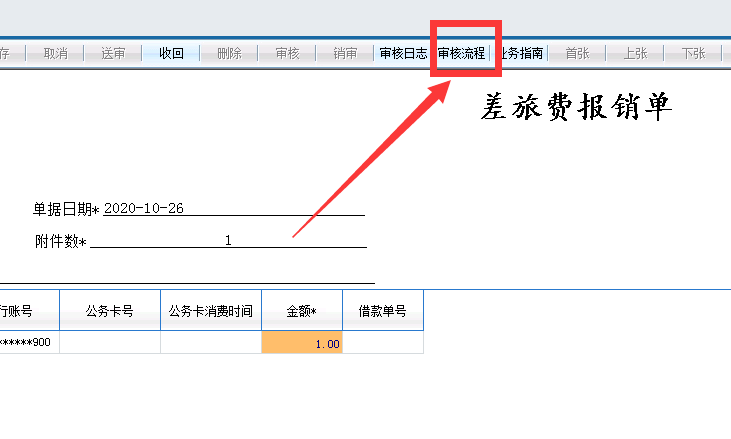 存 取消 送审 收回 删除 审核 销审 审核日志 审核流程 业务指南 首张 上张 下张
差旅费报销单
单据日期* 2020-10-26
附件数* 1
行账号 公务卡号 公务卡消费时间 金额* 借款单号
******900 1.00